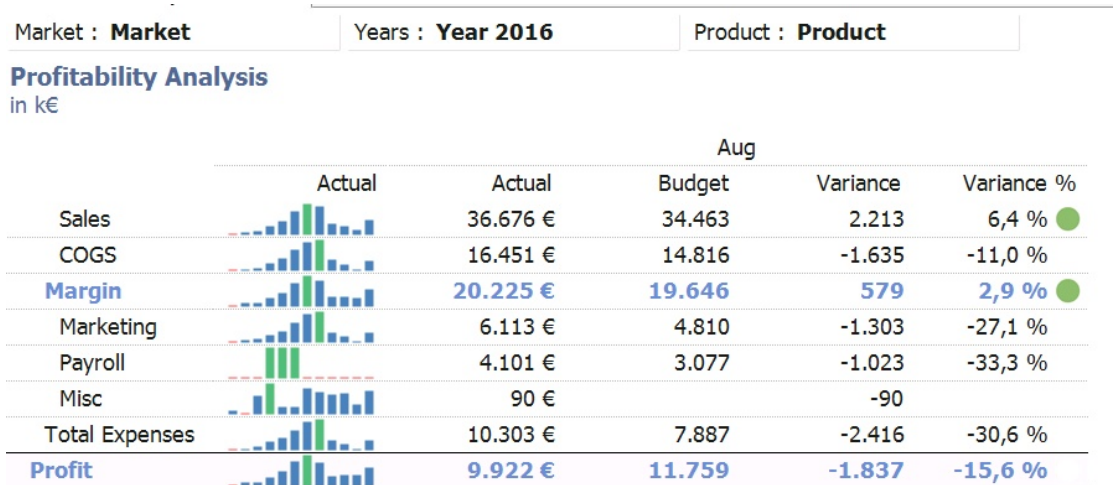 Market : Market Years : Year 2016 Product : Product
Profitability Analysis
in k€
Aug
Actual Actual Budget Variance Variance %
Sales 36.676 € 34.463 2.213 6,4 %
COGS 16.451 € 14.816 -1.635 -11,0 %
Margin 20.225 € 19.646 579 2,9 %
Marketing 6.113 € 4.810 -1.303 -27,1 %
Payroll 4.101 € 3.077 -1.023 -33,3 %
Misc 90 € -90
Total Expenses 10.303 € 7.887 -2.416 -30,6 %
Profit 9.922 € 11.759 -1.837 -15,6 %